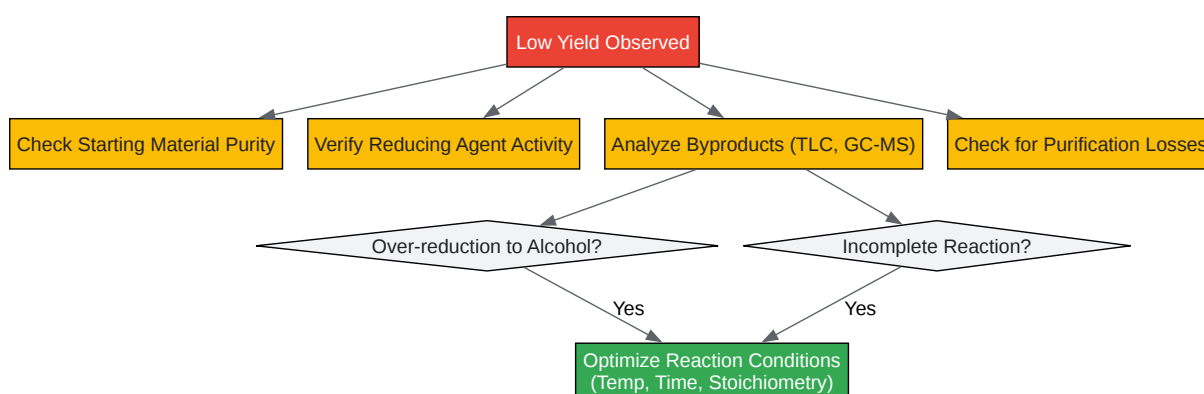 Low Yield Observed
Check Starting Material Purity
Verify Reducing Agent Activity
Analyze Byproducts (TLC, GC-MS)
Check for Purification Losses
Over-reduction to Alcohol?
Incomplete Reaction?
Yes
Yes
Optimize Reaction Conditions
(Temp, Time, Stoichiometry)